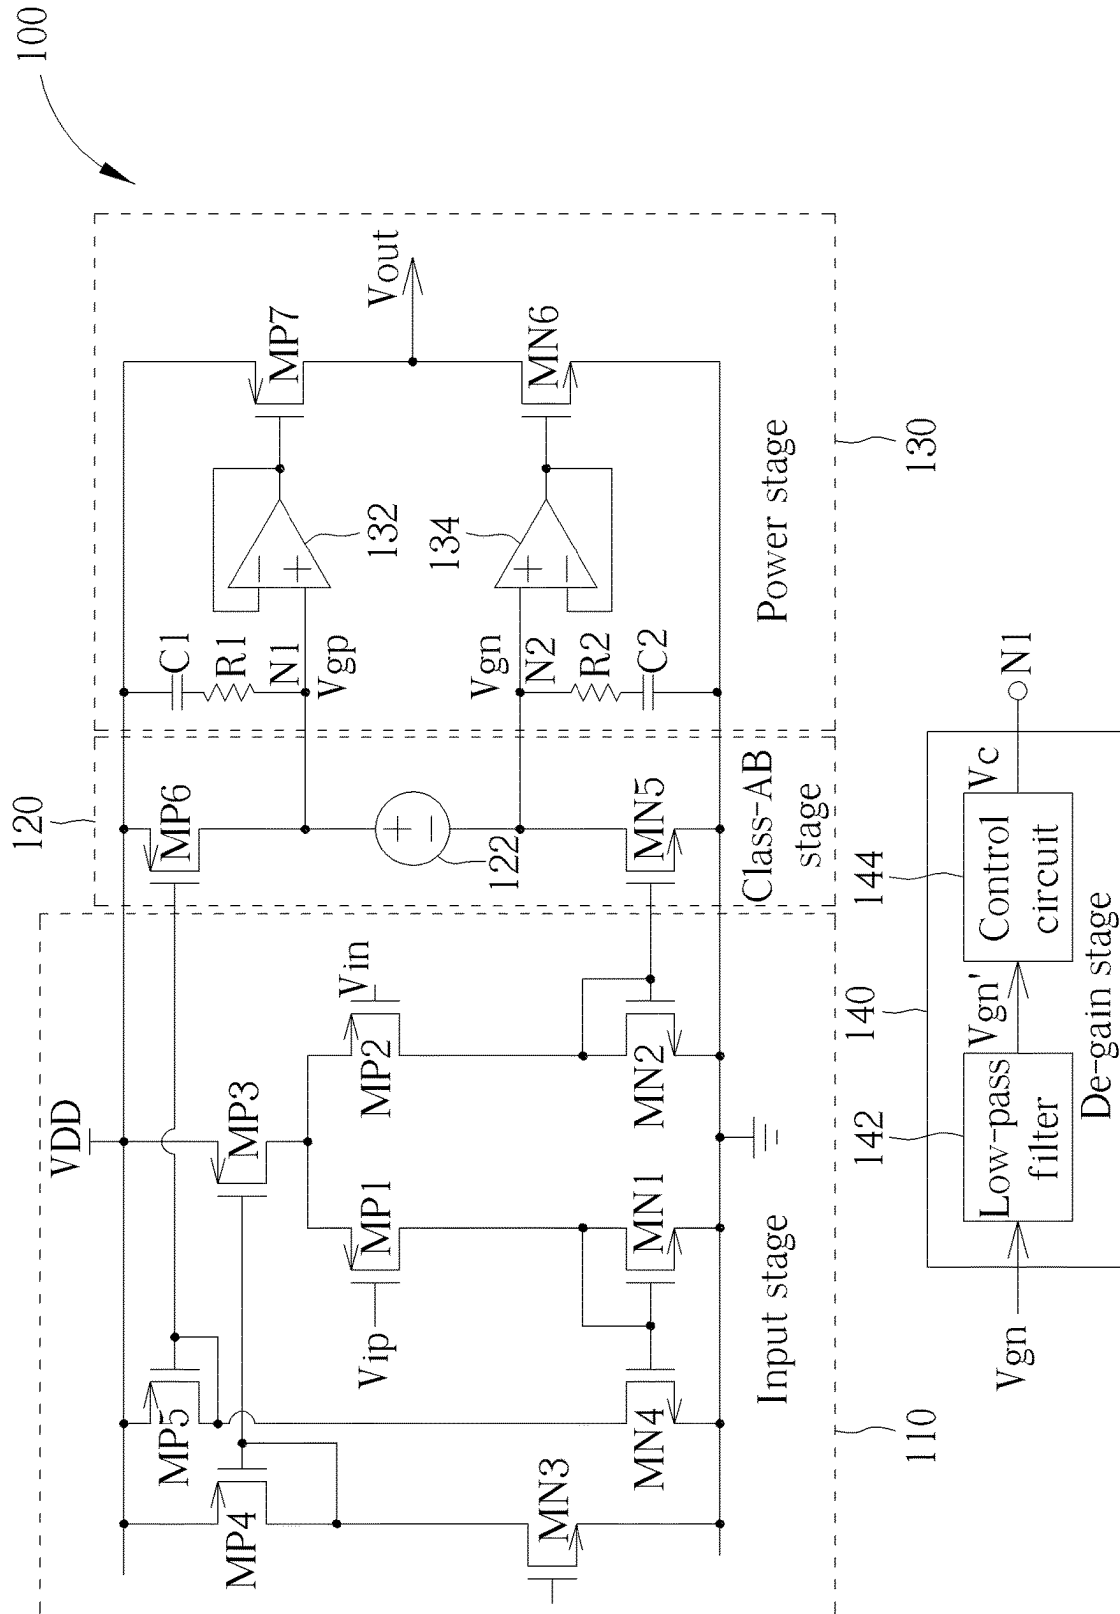 100
VDD
MP4
MP5
MP3
MP6
MP1
MP2
Vip
Vin
MN3
MN4
MN1
MN2
MN5
Input stage
110
120
122
Class-AB
stage
C1
R1
N1
Vgp
132
MP7
Vout
Vgn
N2
134
R2
C2
MN6
Power stage
130
Vgn
Low-pass
filter
142
Vgn'
Control
circuit
144
Vc
N1
140
De-gain stage